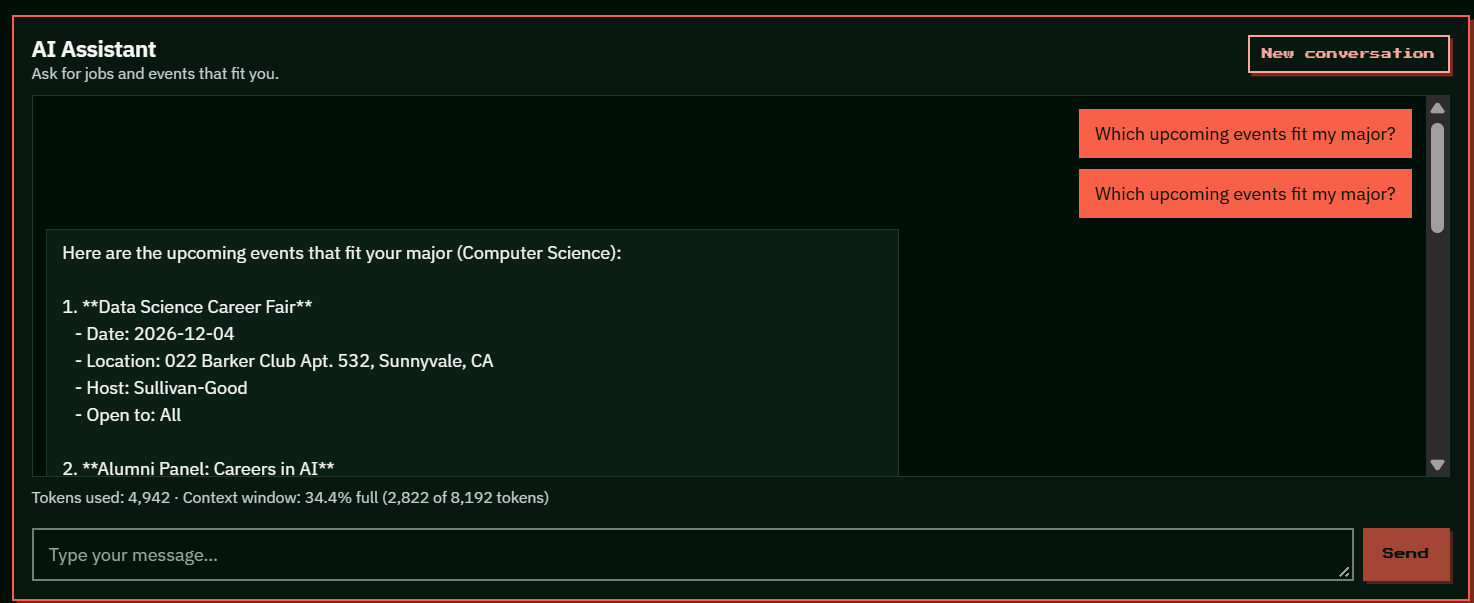 AI Assistant
New conversation
Ask for jobs and events that fit you.
Which upcoming events fit my major?
Which upcoming events fit my major?
Here are the upcoming events that fit your major (Computer Science):
1. **Data Science Career Fair**
- Date: 2026-12-04
- Location: 022 Barker Club Apt. 532, Sunnyvale, CA
- Host: Sullivan-Good
- Open to: All
2. **Alumni Panel: Careers in AI**
Tokens used: 4,942 · Context window: 34.4% full (2,822 of 8,192 tokens)
Type your message...
Send